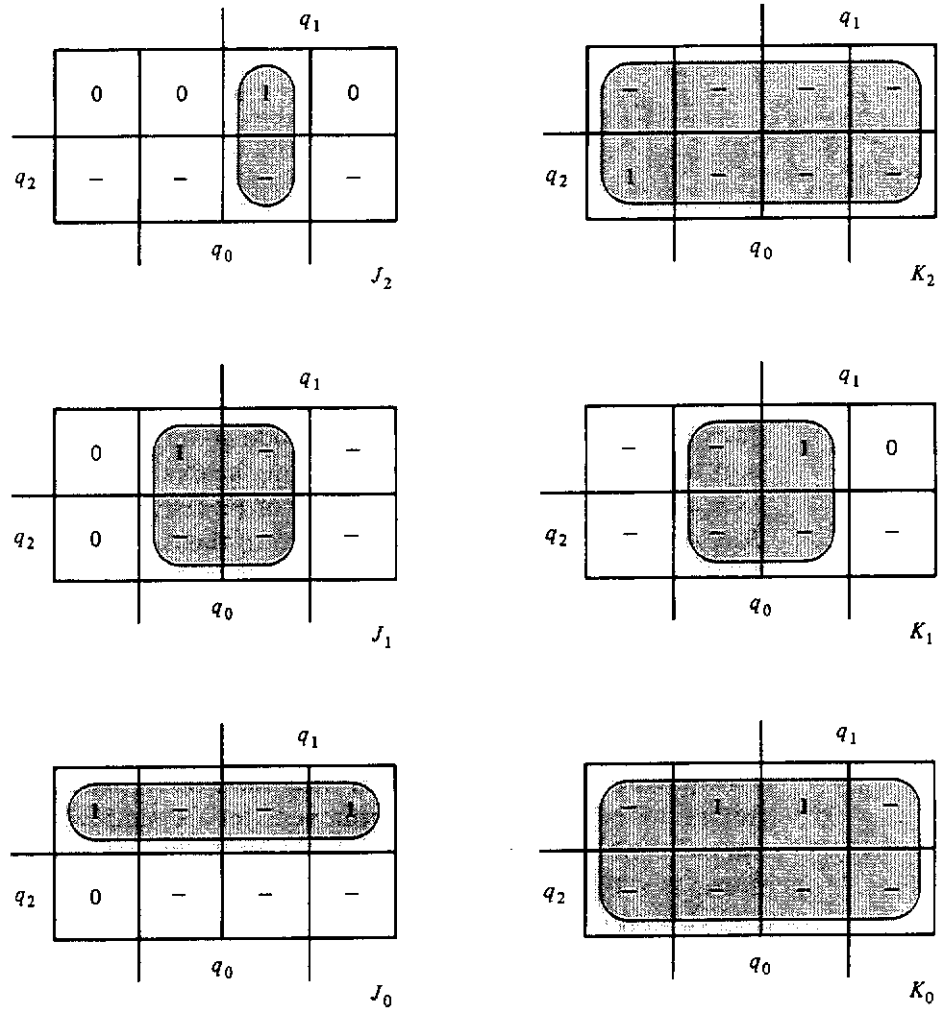 q1 q1
0 0 1 0 – – – –
q2 – – – – q2 1 – – –
q0 q0
J2 K2
q1 q1
0 1 – – – – 1 0
q2 0 – – – q2 – – – –
q0 q0
J1 K1
q1 q1
1 – – 1 – 1 1 –
q2 0 – – – q2 – – – –
q0 q0
J0 K0